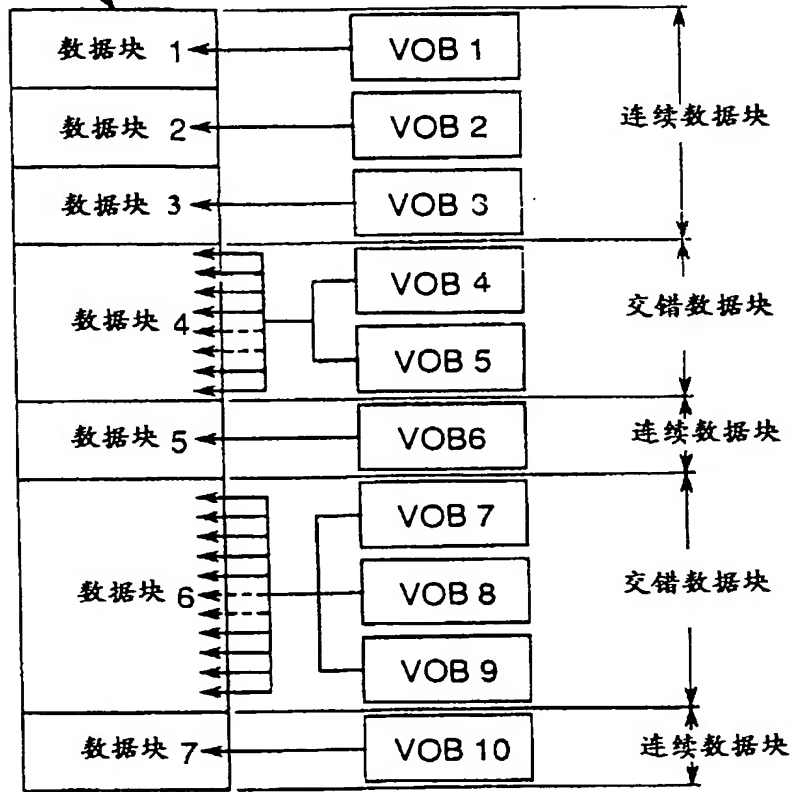 数据块 1
VOB 1
数据块 2
VOB 2
连续数据块
数据块 3
VOB 3
数据块 4
VOB 4
交错数据块
VOB 5
数据块 5
VOB6
连续数据块
数据块 6
VOB 7
VOB 8
交错数据块
VOB 9
数据块 7
VOB 10
连续数据块